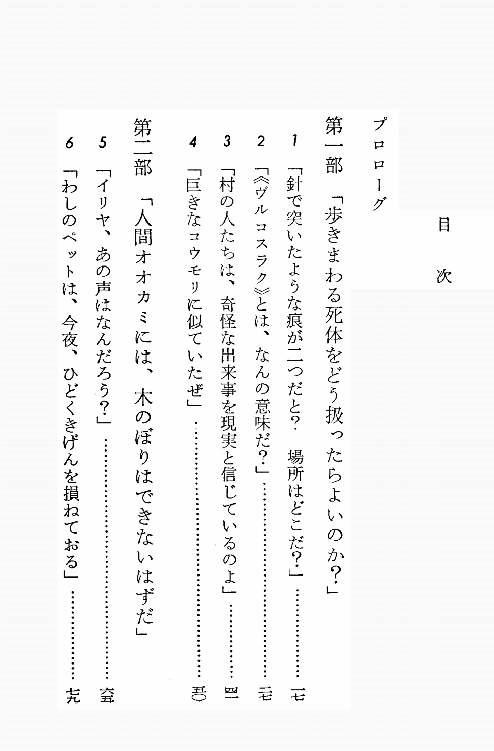 目次
プロローグ
第一部 「歩きまわる死体をどう扱ったらよいのか?」
1 「針で突いたような痕が二つだと? 場所はどこだ?」………………一七
2 「《ヴルコスラク》とは、なんの意味だ?」………………二七
3 「村の人たちは、奇怪な出来事を現実と信じているのよ」………………四一
4 「巨きなコウモリに似ていたぜ」………………五〇
第二部 「人間オオカミには、木のぼりはできないはずだ」
5 「イリヤ、あの声はなんだろう?」………………六五
6 「わしのペットは、今夜、ひどくきげんを損ねておる」………………七九